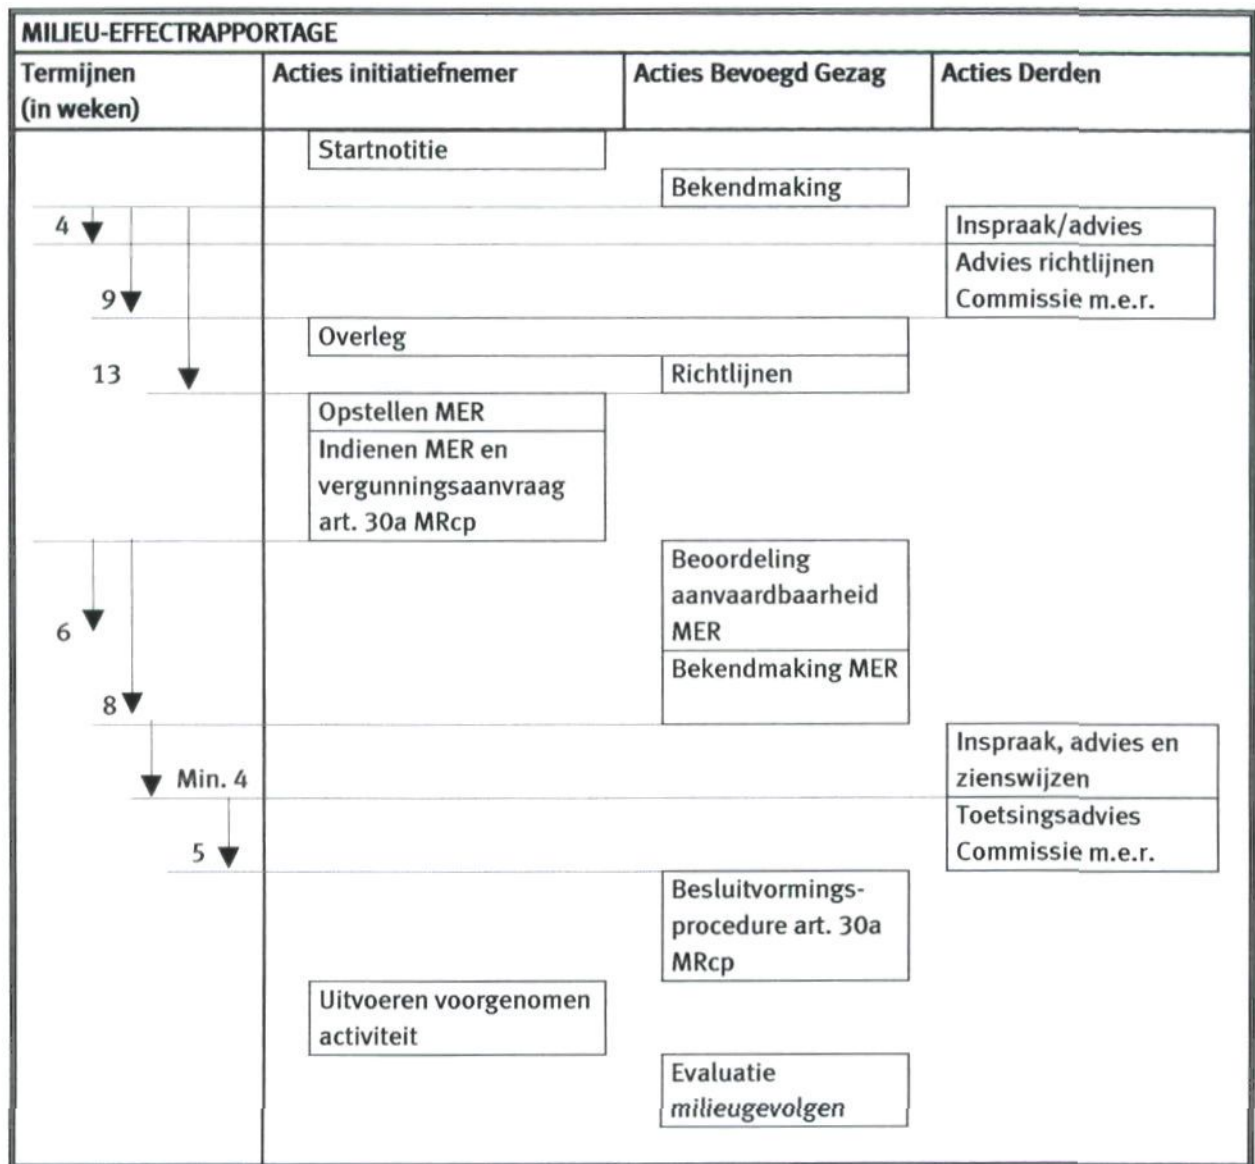 MILIEU-EFFECTRAPPORTAGE
Termijnen
(in weken)
Acties initiatiefnemer
Acties Bevoegd Gezag
Acties Derden
Startnotitie
Bekendmaking
4
Inspraak/advies
Advies richtlijnen
9
Commissie m.e.r.
Overleg
13
Richtlijnen
Opstellen MER
Indienen MER en
vergunningsaanvraag
art. 30a MRcp
Beoordeling
aanvaardbaarheid
6
MER
Bekendmaking MER
8
Inspraak, advies en
Min. 4
zienswijzen
Toetsingsadvies
5
Commissie m.e.r.
Besluitvormings-
procedure art. 30a
MRcp
Uitvoeren voorgenomen
activiteit
Evaluatie
milieugevolgen